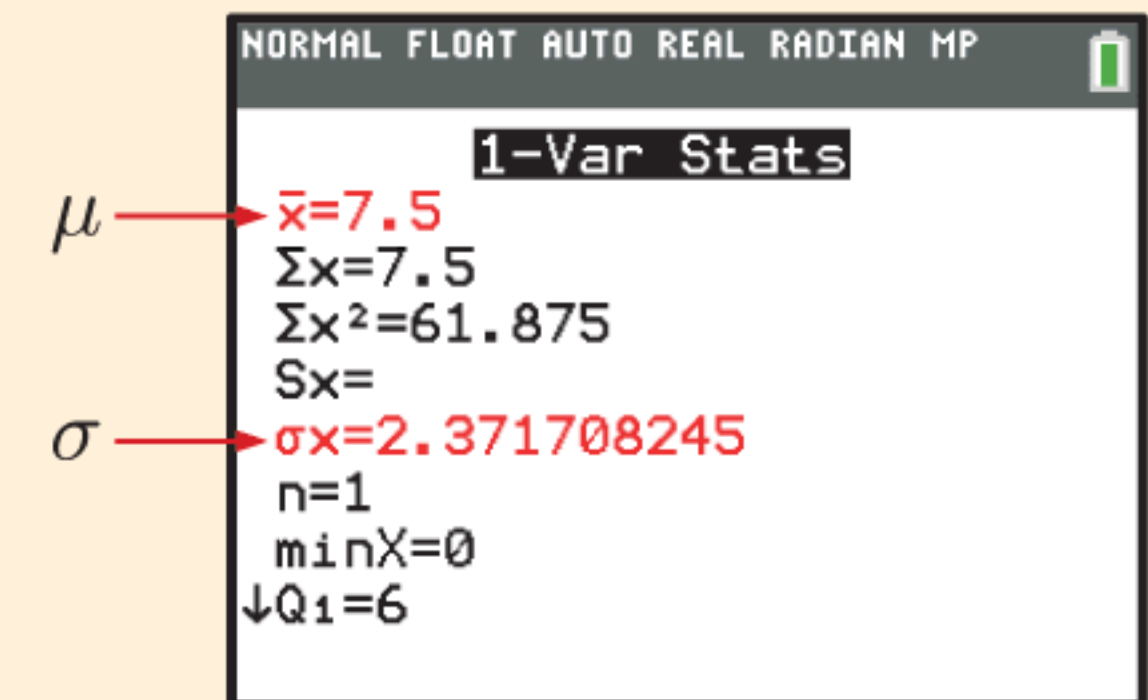 NORMAL FLOAT AUTO REAL RADIAN MP
1-Var Stats
μ x̄=7.5
Σx=7.5
Σx²=61.875
Sx=
σ σx=2.371708245
n=1
minX=0
↓Q₁=6